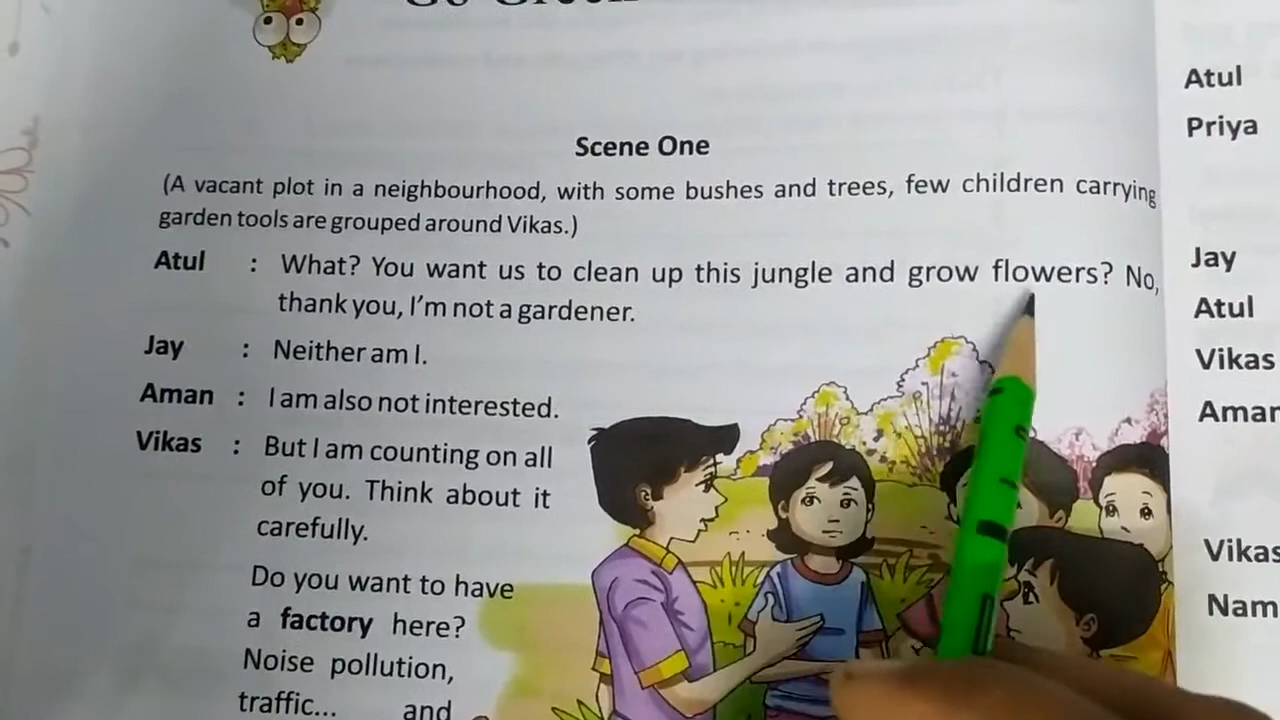 Go Green
Scene One
(A vacant plot in a neighbourhood, with some bushes and trees, few children carrying
garden tools are grouped around Vikas.)
Atul : What? You want us to clean up this jungle and grow flowers? No,
thank you, I'm not a gardener.
Jay : Neither am I.
Aman : I am also not interested.
Vikas : But I am counting on all
of you. Think about it
carefully.
Do you want to have
a factory here?
Noise pollution,
traffic... and
Atul
Priya
Jay
Atul
Vikas
Aman
Vikas
Nam